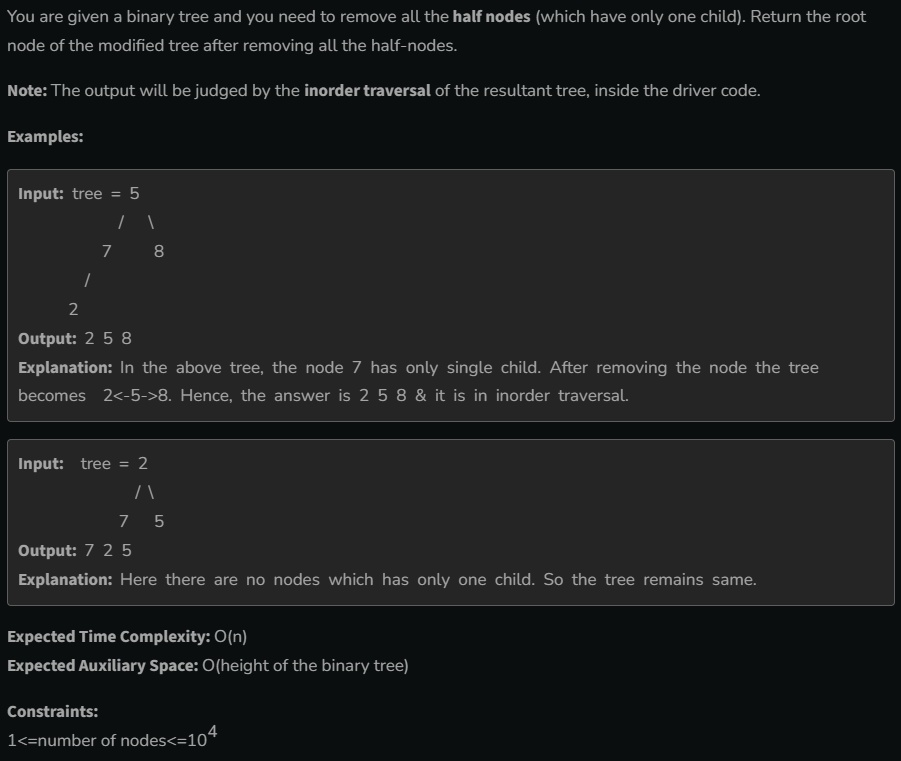 You are given a binary tree and you need to remove all the half nodes (which have only one child). Return the root
node of the modified tree after removing all the half-nodes.
Note: The output will be judged by the inorder traversal of the resultant tree, inside the driver code.
Examples:
Input: tree = 5
/ \
7 8
/
2
Output: 2 5 8
Explanation: In the above tree, the node 7 has only single child. After removing the node the tree
becomes 2<-5->8. Hence, the answer is 2 5 8 & it is in inorder traversal.
Input: tree = 2
/ \
7 5
Output: 7 2 5
Explanation: Here there are no nodes which has only one child. So the tree remains same.
Expected Time Complexity: O(n)
Expected Auxiliary Space: O(height of the binary tree)
Constraints:
1<=number of nodes<=10^4